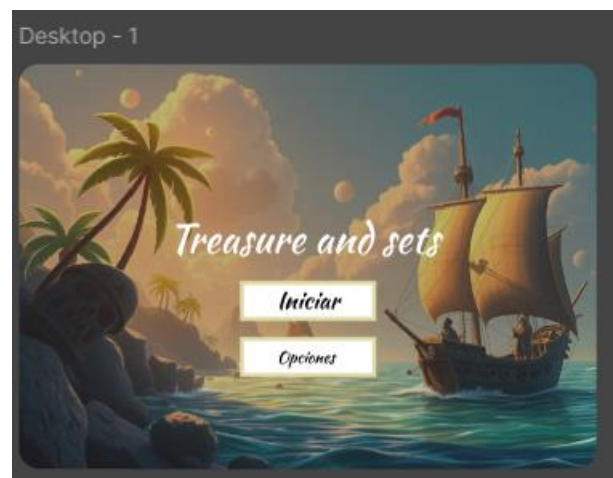 Desktop - 1
Treasure and sets
Iniciar
Opciones